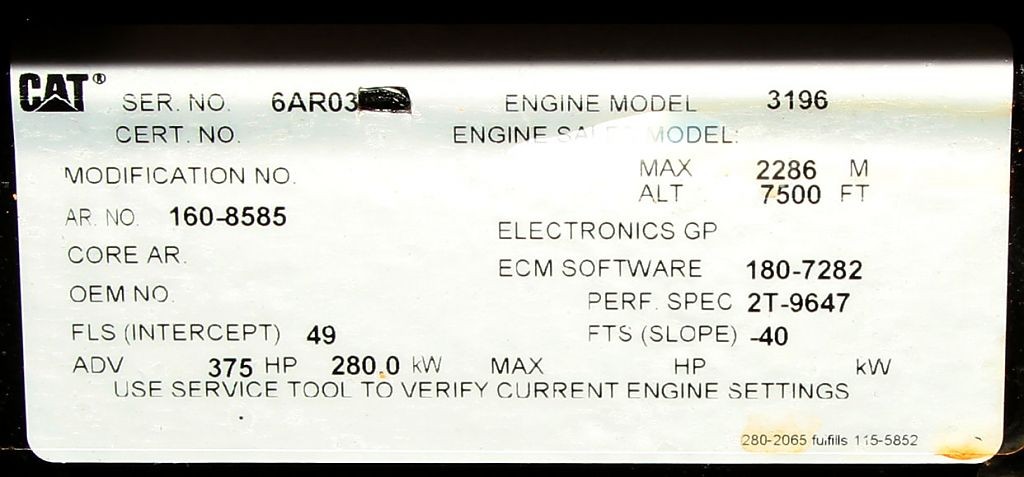 CAT® SER. NO. 6AR03 ENGINE MODEL 3196
CERT. NO. ENGINE SALES MODEL:
MODIFICATION NO. MAX 2286 M
ALT 7500 FT
AR. NO. 160-8585
ELECTRONICS GP
CORE AR.
ECM SOFTWARE 180-7282
OEM NO.
PERF. SPEC 2T-9647
FLS (INTERCEPT) 49 FTS (SLOPE) -40
ADV 375 HP 280.0 kW MAX HP kW
USE SERVICE TOOL TO VERIFY CURRENT ENGINE SETTINGS
280-2065 fulfills 115-5852